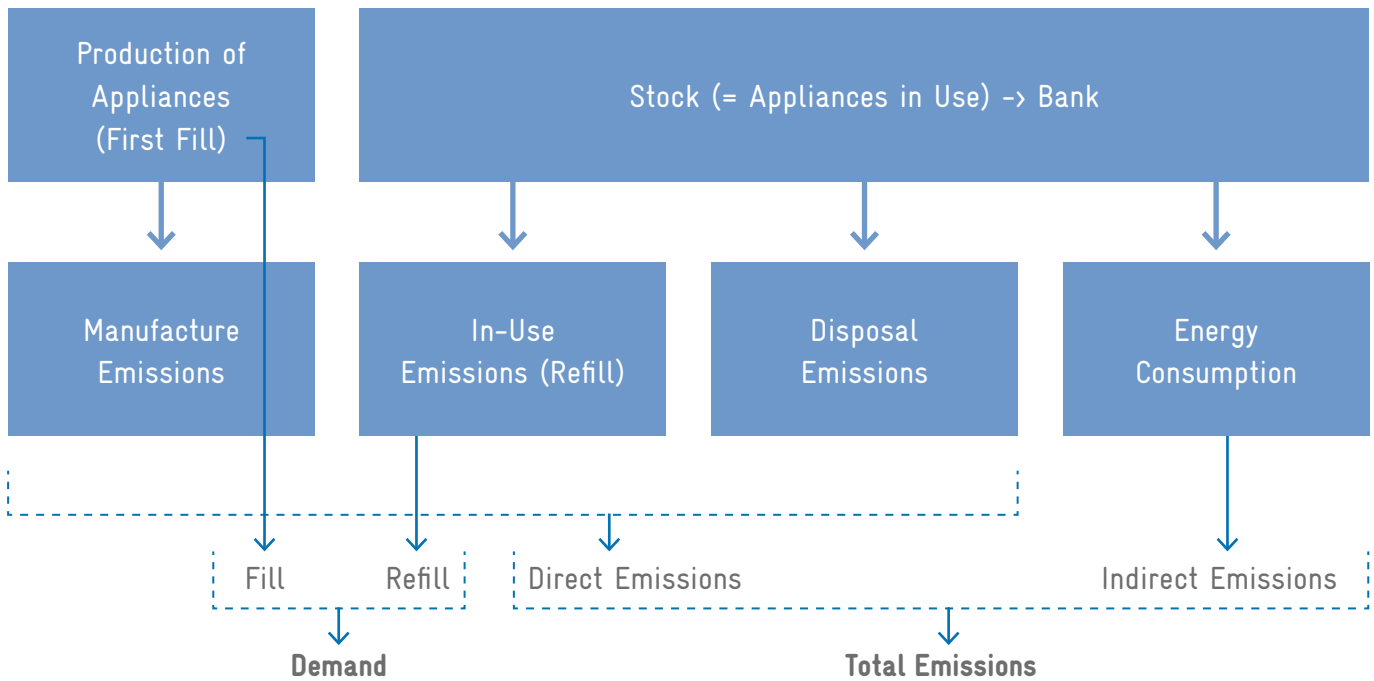 Production of
Appliances
(First Fill)
Stock (= Appliances in Use) -> Bank
Manufacture
Emissions
In-Use
Emissions (Refill)
Disposal
Emissions
Energy
Consumption
Fill
Refill
Direct Emissions
Indirect Emissions
Demand
Total Emissions